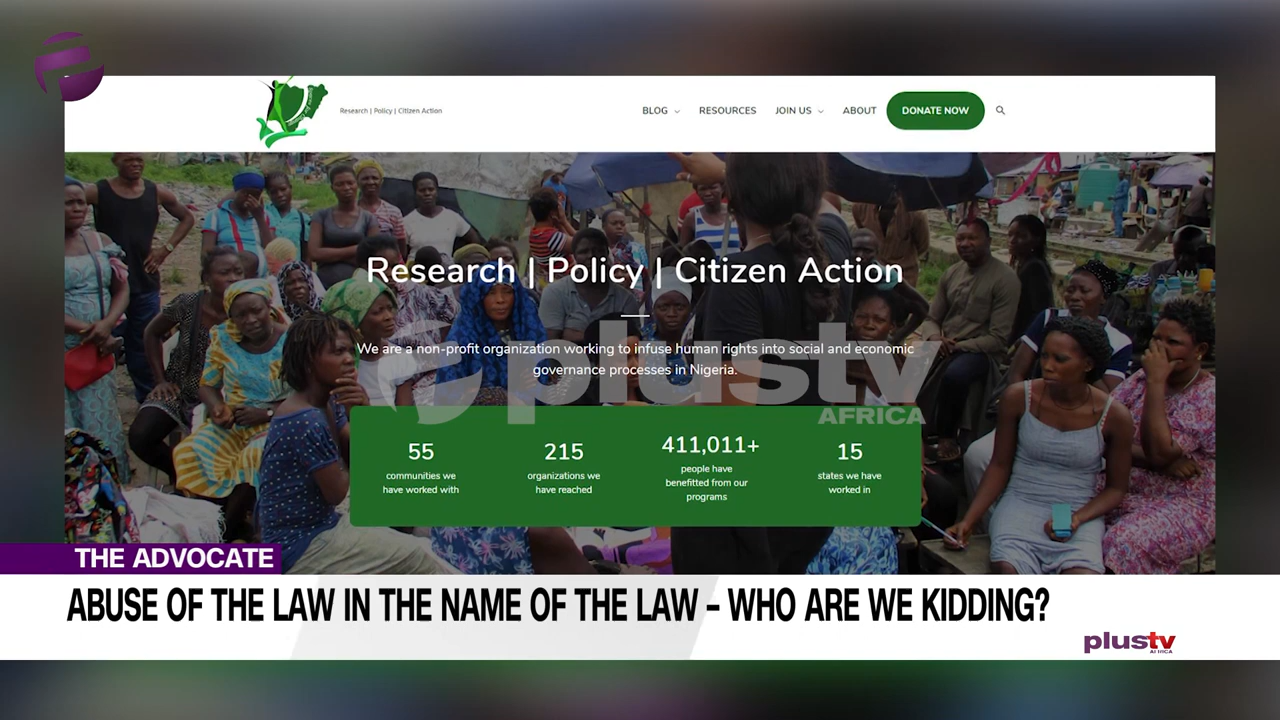 Research | Policy | Citizen Action
BLOG
RESOURCES
JOIN US
ABOUT
DONATE NOW
Research | Policy | Citizen Action
We are a non-profit organization working to infuse human rights into social and economic
governance processes in Nigeria.
plustv
AFRICA
55
communities we
have worked with
215
organizations we
have reached
411,011+
people have
benefitted from our
programs
15
states we have
worked in
THE ADVOCATE
ABUSE OF THE LAW IN THE NAME OF THE LAW – WHO ARE WE KIDDING?
plustv
AFRICA